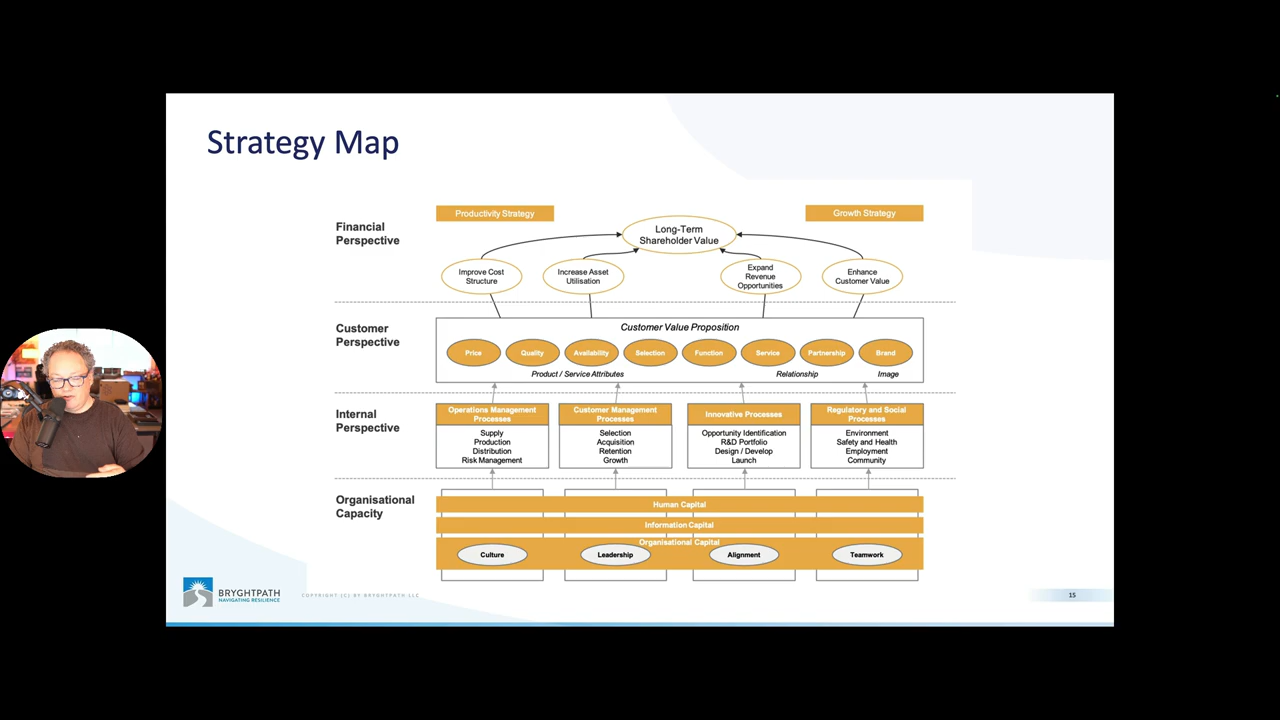 Strategy Map
Financial
Perspective
Productivity Strategy
Growth Strategy
Long-Term
Shareholder Value
Improve Cost
Structure
Increase Asset
Utilisation
Expand
Revenue
Opportunities
Enhance
Customer Value
Customer
Perspective
Customer Value Proposition
Price
Quality
Availability
Selection
Function
Service
Partnership
Brand
Product / Service Attributes
Relationship
Image
Internal
Perspective
Operations Management
Processes
Supply
Production
Distribution
Risk Management
Customer Management
Processes
Selection
Acquisition
Retention
Growth
Innovative Processes
Opportunity Identification
R&D Portfolio
Design / Develop
Launch
Regulatory and Social
Processes
Environment
Safety and Health
Employment
Community
Organisational
Capacity
Human Capital
Information Capital
Organisational Capital
Culture
Leadership
Alignment
Teamwork
BRYGHTPATH
NAVIGATING RESILIENCE
COPYRIGHT (C) BY BRYGHTPATH LLC
15